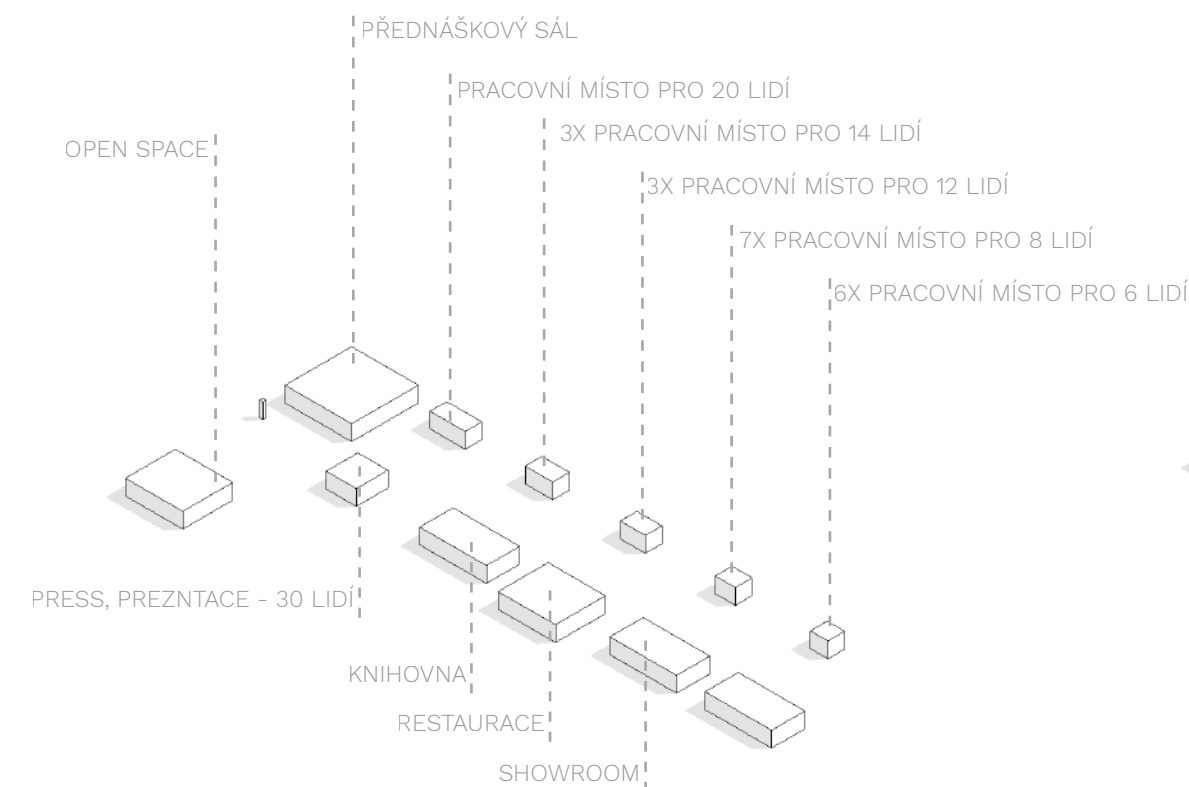 PŘEDNÁŠKOVÝ SÁL
PRACOVNÍ MÍSTO PRO 20 LIDÍ
3X PRACOVNÍ MÍSTO PRO 14 LIDÍ
OPEN SPACE
3X PRACOVNÍ MÍSTO PRO 12 LIDÍ
7X PRACOVNÍ MÍSTO PRO 8 LIDÍ
6X PRACOVNÍ MÍSTO PRO 6 LIDÍ
PRESS, PREZNTACE - 30 LIDÍ
KNIHOVNA
RESTAURACE
SHOWROOM